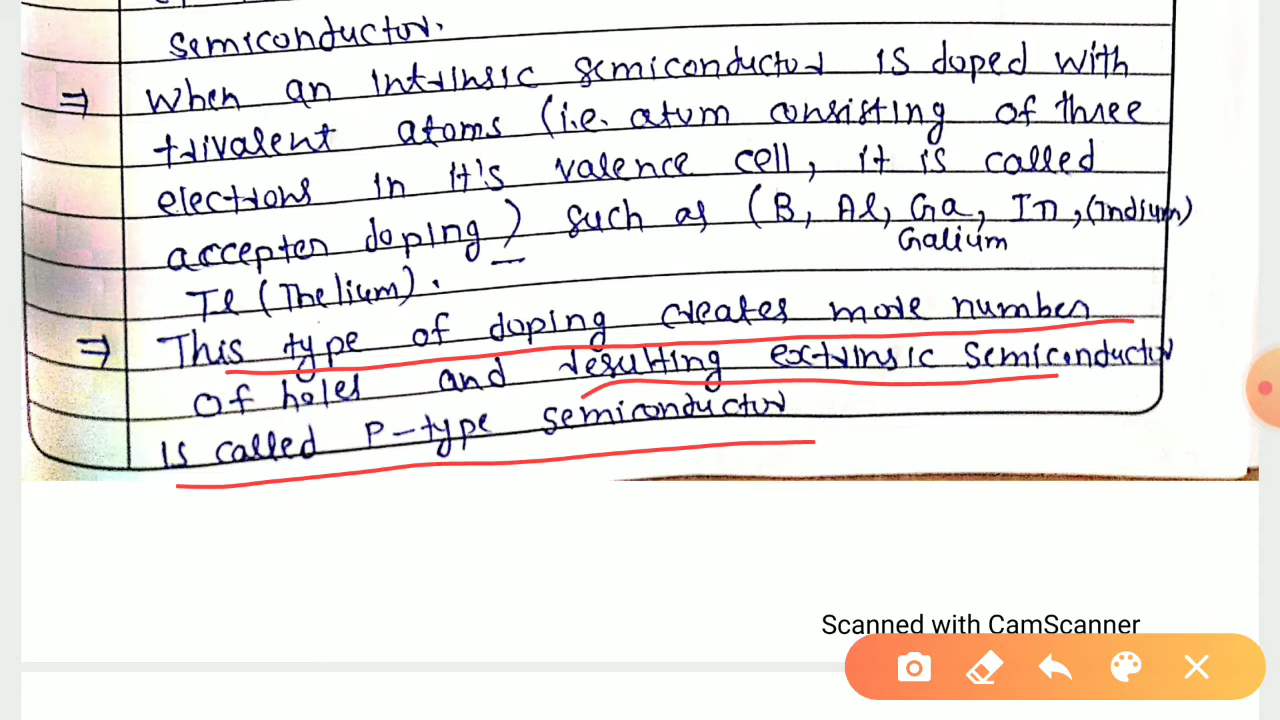 semiconductor.
⇒ When an intrinsic semiconductor is doped with
trivalent atoms (i.e. atom consisting of three
electrons in it's valence cell, it is called
accepter doping) such as (B, Al, Ga, In, (Indium)
Galium
Tl (Thelium).
⇒ This type of doping creates more number
of holes and resulting extrinsic semiconductor
is called P-type semiconductor
Scanned with CamScanner